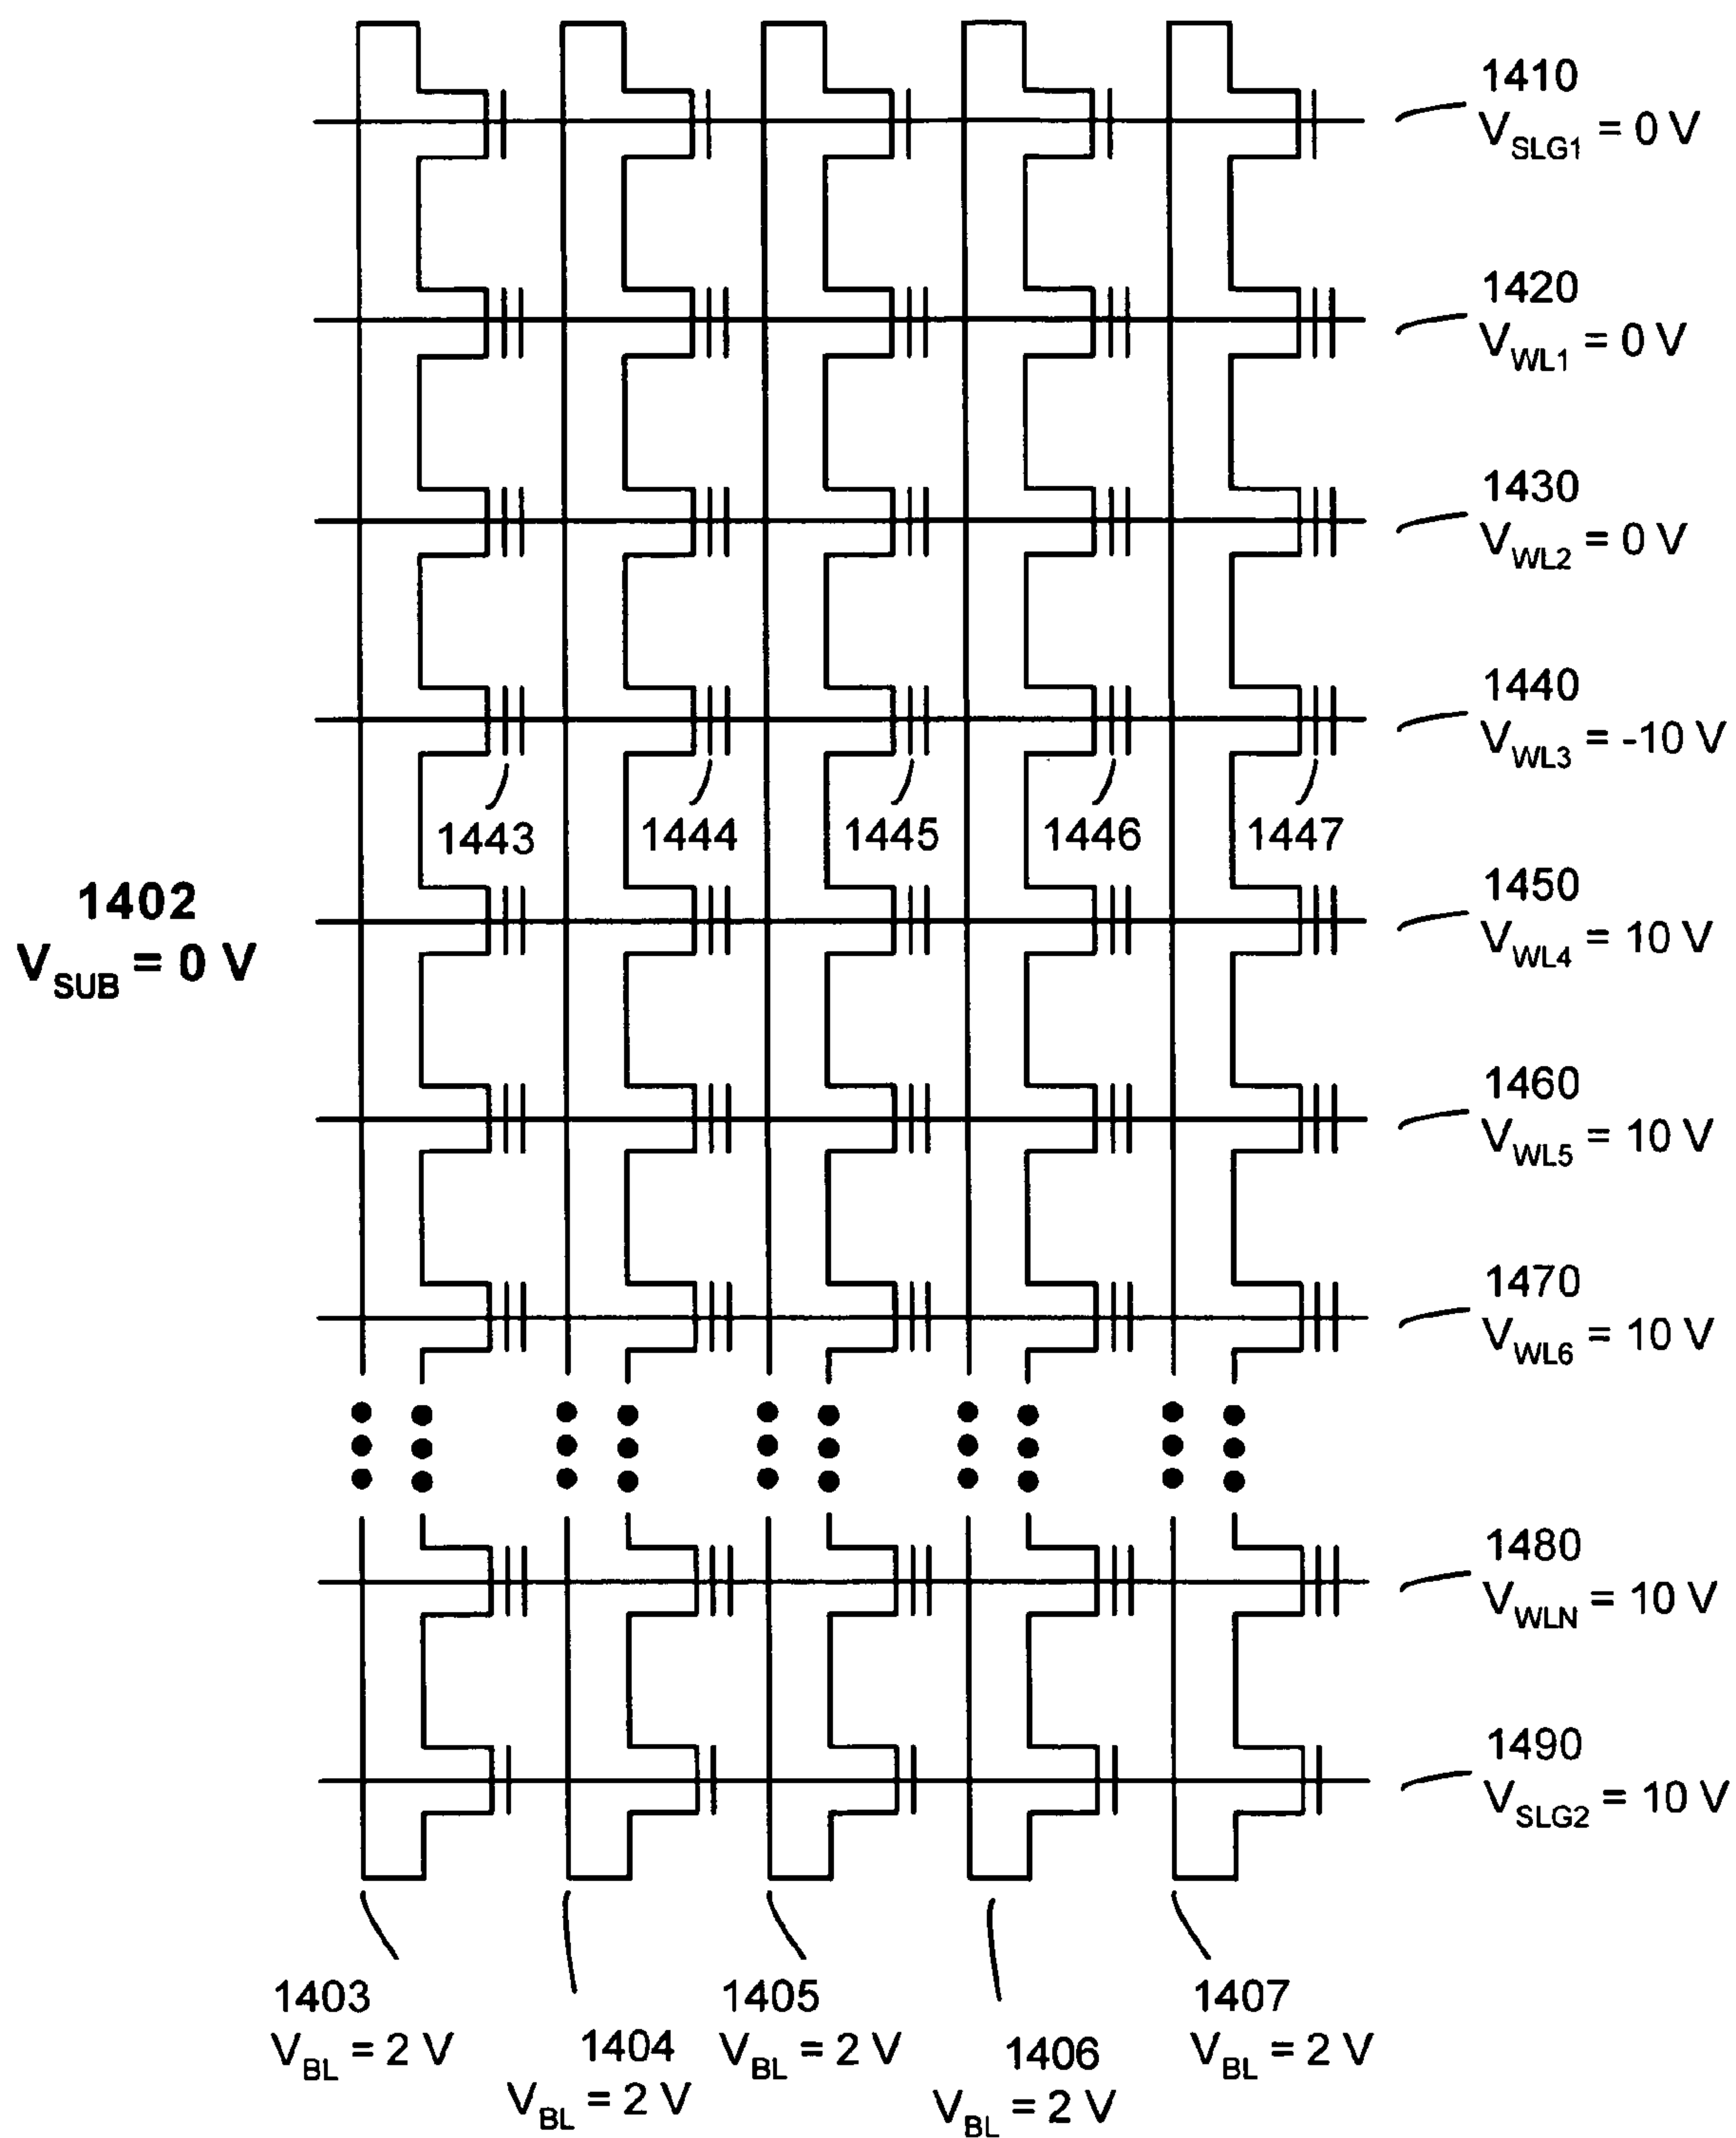 1410
VSLG1 = 0 V
1420
VWL1 = 0 V
1430
VWL2 = 0 V
1440
VWL3 = -10 V
1443
1444
1445
1446
1447
1402
VSUB = 0 V
1450
VWL4 = 10 V
1460
VWL5 = 10 V
1470
VWL6 = 10 V
1480
VWLN = 10 V
1490
VSLG2 = 10 V
1403
VBL = 2 V
1404
VBL = 2 V
1405
VBL = 2 V
1406
VBL = 2 V
1407
VBL = 2 V